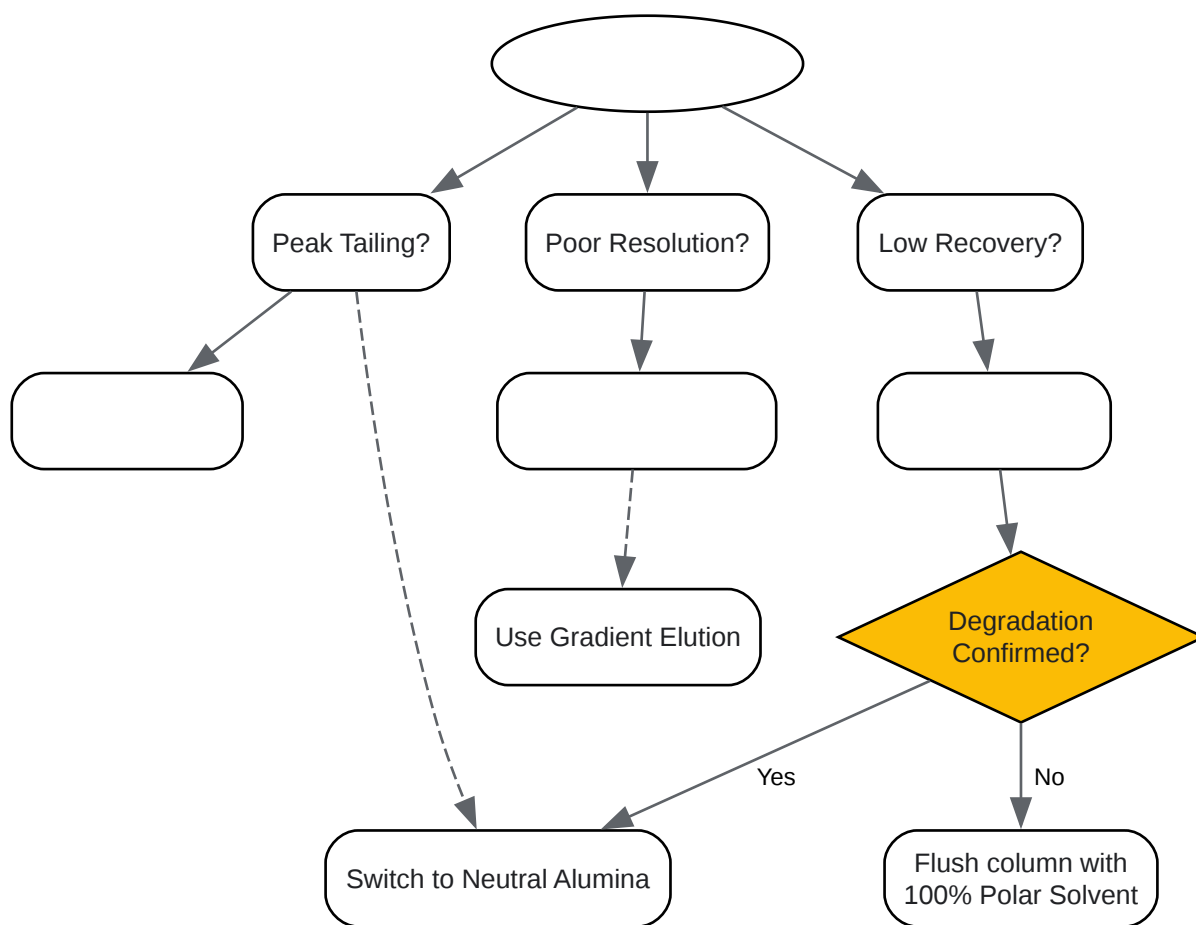 Peak Tailing?
Poor Resolution?
Low Recovery?
Use Gradient Elution
Degradation
Confirmed?
Yes
No
Switch to Neutral Alumina
Flush column with
100% Polar Solvent